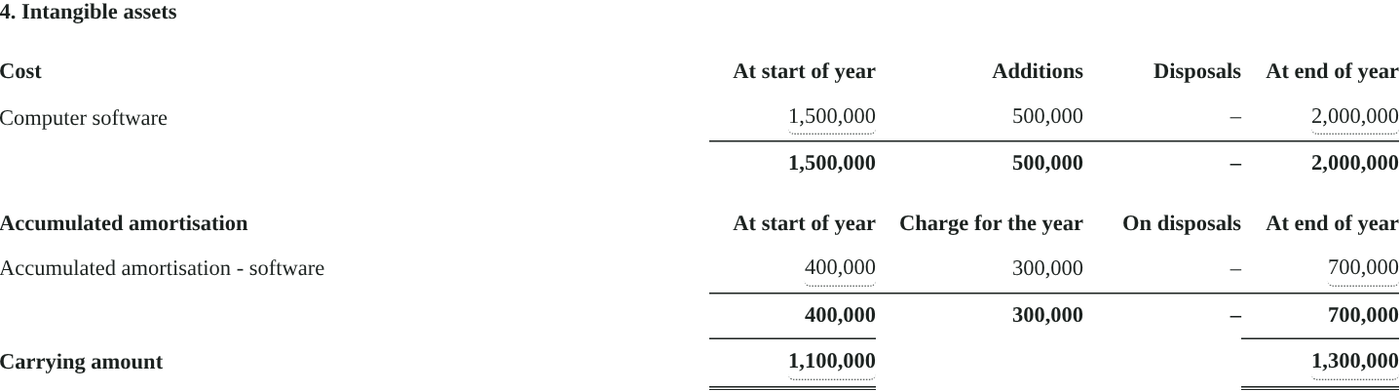 4. Intangible assets
Cost At start of year Additions Disposals At end of year
Computer software 1,500,000 500,000 – 2,000,000
1,500,000 500,000 – 2,000,000
Accumulated amortisation At start of year Charge for the year On disposals At end of year
Accumulated amortisation - software 400,000 300,000 – 700,000
400,000 300,000 – 700,000
Carrying amount 1,100,000 1,300,000